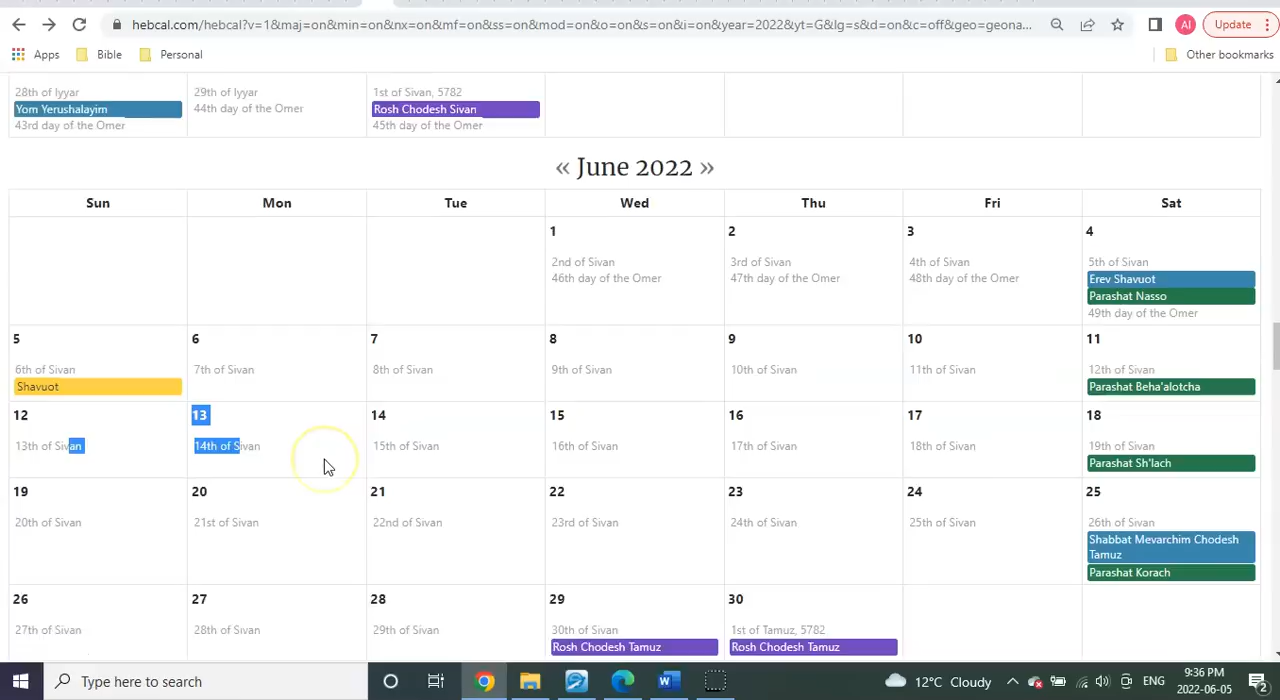 hebcal.com/hebcal?v=1&maj=on&min=on&nx=on&mf=on&ss=on&mod=on&o=on&s=on&i=on&year=2022&yt=G&lg=s&d=on&c=off&geo=geona...
AI
Update
Apps Bible Personal Other bookmarks
28th of Iyyar 29th of Iyyar 1st of Sivan, 5782
Yom Yerushalayim 44th day of the Omer Rosh Chodesh Sivan
43rd day of the Omer 45th day of the Omer
« June 2022 »
Sun Mon Tue Wed Thu Fri Sat
1 2 3 4
2nd of Sivan 3rd of Sivan 4th of Sivan 5th of Sivan
46th day of the Omer 47th day of the Omer 48th day of the Omer Erev Shavuot
Parashat Nasso
49th day of the Omer
5 6 7 8 9 10 11
6th of Sivan 7th of Sivan 8th of Sivan 9th of Sivan 10th of Sivan 11th of Sivan 12th of Sivan
Shavuot Parashat Beha'alotcha
12 13 14 15 16 17 18
13th of Sivan 14th of Sivan 15th of Sivan 16th of Sivan 17th of Sivan 18th of Sivan 19th of Sivan
Parashat Sh'lach
19 20 21 22 23 24 25
20th of Sivan 21st of Sivan 22nd of Sivan 23rd of Sivan 24th of Sivan 25th of Sivan 26th of Sivan
Shabbat Mevarchim Chodesh
Tamuz
Parashat Korach
26 27 28 29 30
27th of Sivan 28th of Sivan 29th of Sivan 30th of Sivan 1st of Tamuz, 5782
Rosh Chodesh Tamuz Rosh Chodesh Tamuz
Type here to search
12°C Cloudy
ENG
9:36 PM
2022-06-05
2